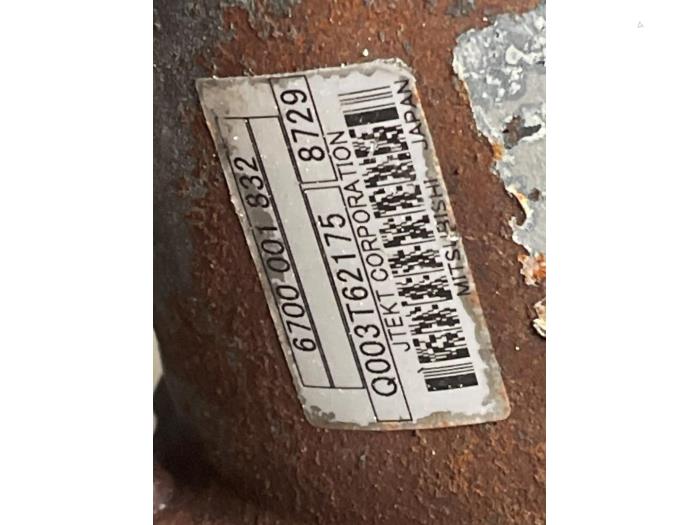 6700 001 832
Q003T62175 8729
JTEKT CORPORATION
MITSUBISHI JAPAN